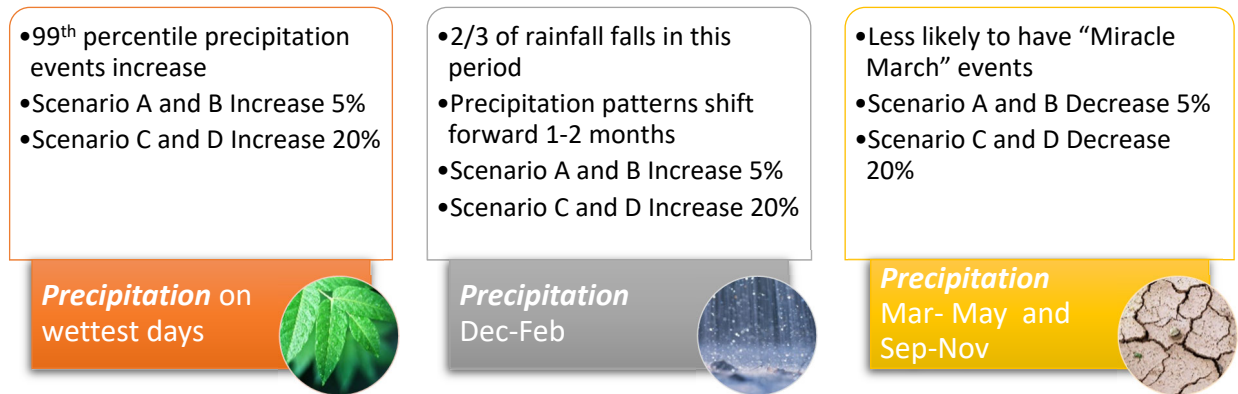 •99th percentile precipitation
events increase
•Scenario A and B Increase 5%
•Scenario C and D Increase 20%
Precipitation on
wettest days
•2/3 of rainfall falls in this
period
•Precipitation patterns shift
forward 1-2 months
•Scenario A and B Increase 5%
•Scenario C and D Increase 20%
Precipitation
Dec-Feb
•Less likely to have “Miracle
March” events
•Scenario A and B Decrease 5%
•Scenario C and D Decrease
20%
Precipitation
Mar- May and
Sep-Nov